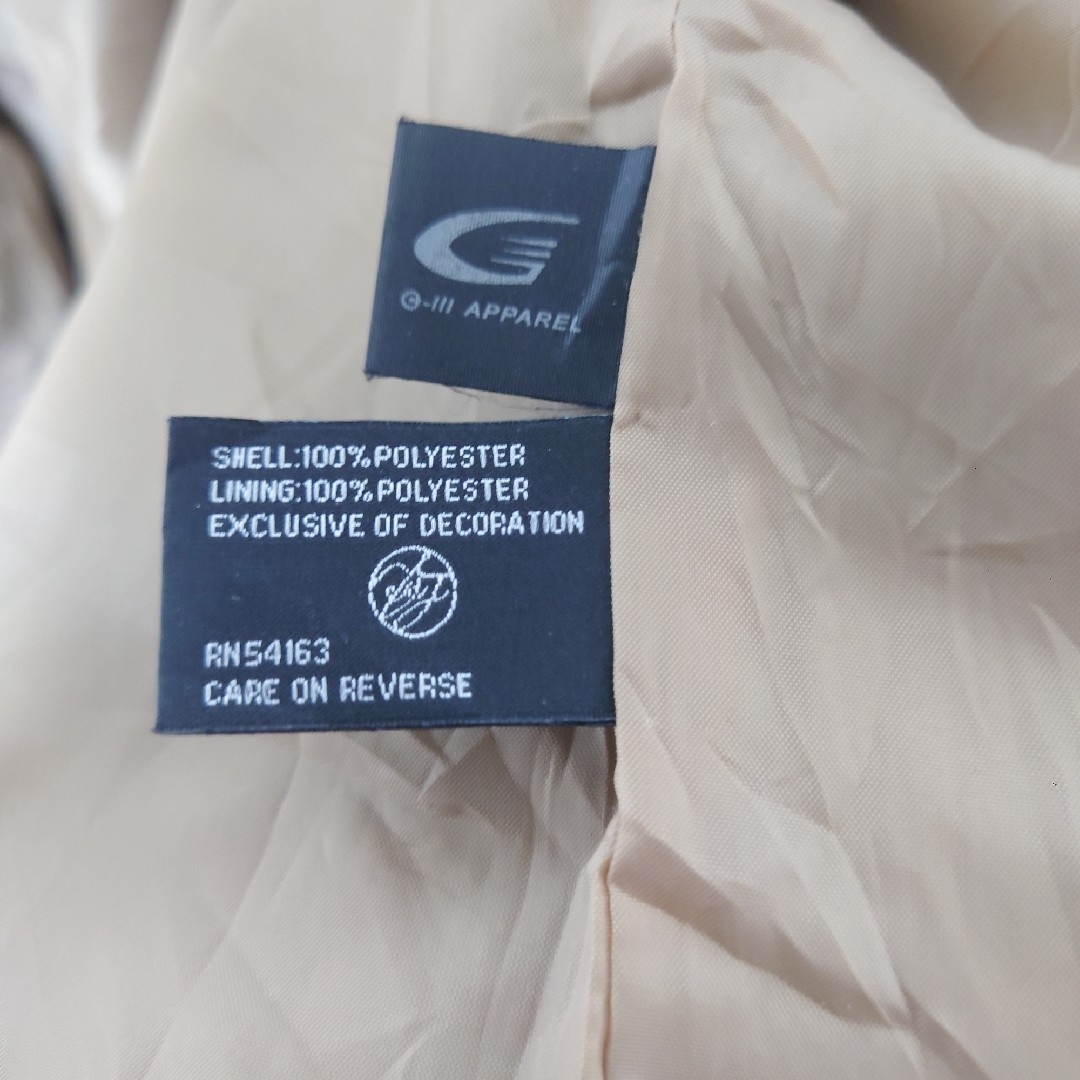 G-III APPAREL
SHELL:100%POLYESTER
LINING:100%POLYESTER
EXCLUSIVE OF DECORATION
RN54163
CARE ON REVERSE